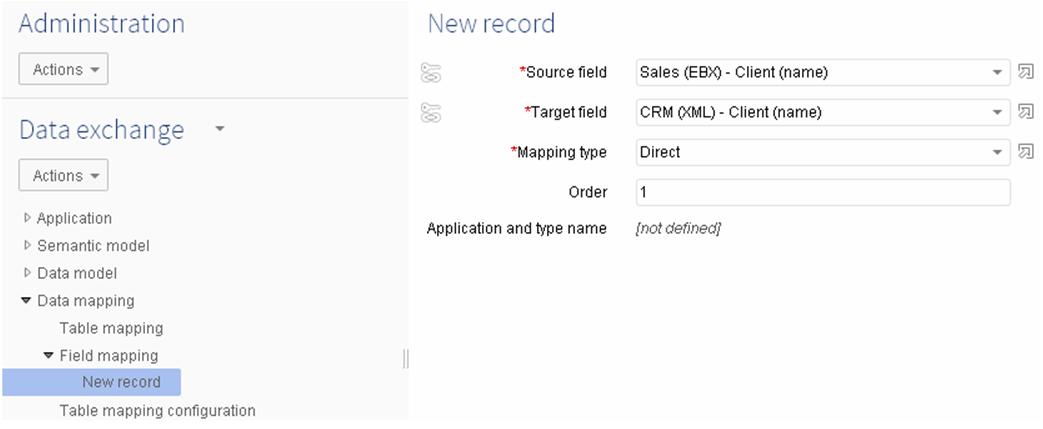 Administration
Actions
Data exchange
Actions
Application
Semantic model
Data model
Data mapping
Table mapping
Field mapping
New record
Table mapping configuration
New record
*Source field Sales (EBX) - Client (name)
*Target field CRM (XML) - Client (name)
*Mapping type Direct
Order 1
Application and type name [not defined]